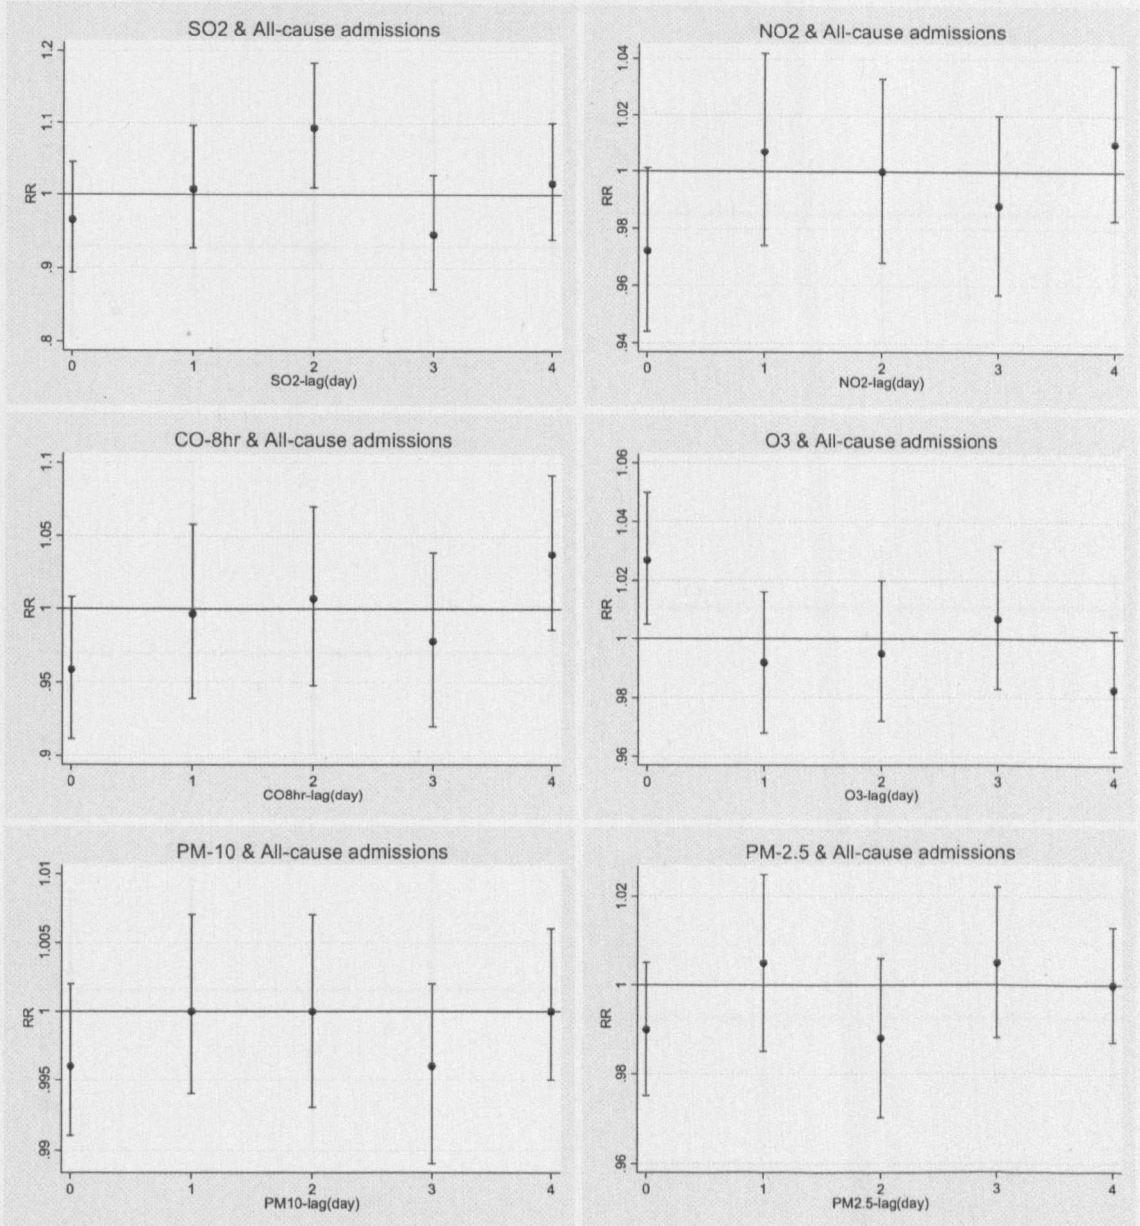 SO2 & All-cause admissions
1.2
1.1
1
.9
.8
RR
0 1 2 3 4
SO2-lag(day)
NO2 & All-cause admissions
1.04
1.02
1
.98
.96
.94
RR
0 1 2 3 4
NO2-lag(day)
CO-8hr & All-cause admissions
1.1
1.05
1
.95
.9
RR
0 1 2 3 4
CO8hr-lag(day)
O3 & All-cause admissions
1.06
1.04
1.02
1
.98
.96
RR
0 1 2 3 4
O3-lag(day)
PM-10 & All-cause admissions
1.01
1.005
1
.995
.99
RR
0 1 2 3 4
PM10-lag(day)
PM-2.5 & All-cause admissions
1.02
1
.98
.96
RR
0 1 2 3 4
PM2.5-lag(day)